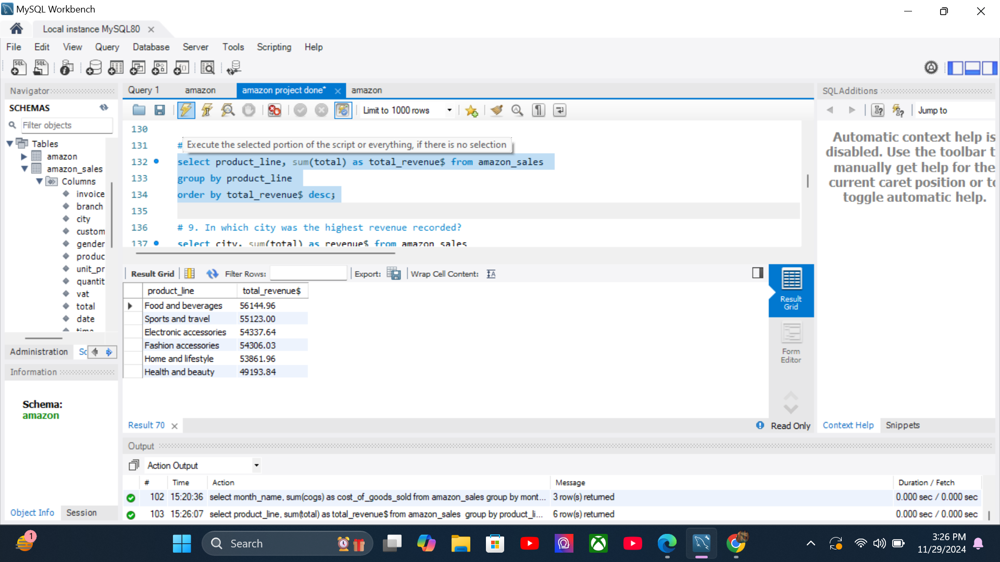 MySQL Workbench
Local instance MySQL80
File Edit View Query Database Server Tools Scripting Help
Navigator
SCHEMAS
Filter objects
Tables
amazon
amazon_sales
Columns
invoice
branch
city
custom
gender
produc
unit_pr
quantit
vat
total
date
time
Administration Sc
Information
Schema:
amazon
Object Info Session
Query 1 amazon amazon project done* amazon
Limit to 1000 rows
130
131 # Execute the selected portion of the script or everything, if there is no selection
132 select product_line, sum(total) as total_revenue$ from amazon_sales
133 group by product_line
134 order by total_revenue$ desc;
135
136 # 9. In which city was the highest revenue recorded?
137 select city, sum(total) as revenue$ from amazon_sales
Result Grid Filter Rows: Export: Wrap Cell Content:
product_line total_revenue$
Food and beverages 56144.96
Sports and travel 55123.00
Electronic accessories 54337.64
Fashion accessories 54306.03
Home and lifestyle 53861.96
Health and beauty 49193.84
Result
Grid
Form
Editor
Result 70 Read Only
SQLAdditions
Jump to
Automatic context help is
disabled. Use the toolbar t
manually get help for the
current caret position or to
toggle automatic help.
Context Help Snippets
Output
Action Output
# Time Action Message Duration / Fetch
102 15:20:36 select month_name, sum(cogs) as cost_of_goods_sold from amazon_sales group by mont... 3 row(s) returned 0.000 sec / 0.000 sec
103 15:26:07 select product_line, sum(total) as total_revenue$ from amazon_sales group by product_li... 6 row(s) returned 0.000 sec / 0.000 sec
1
Search
3:26 PM
11/29/2024